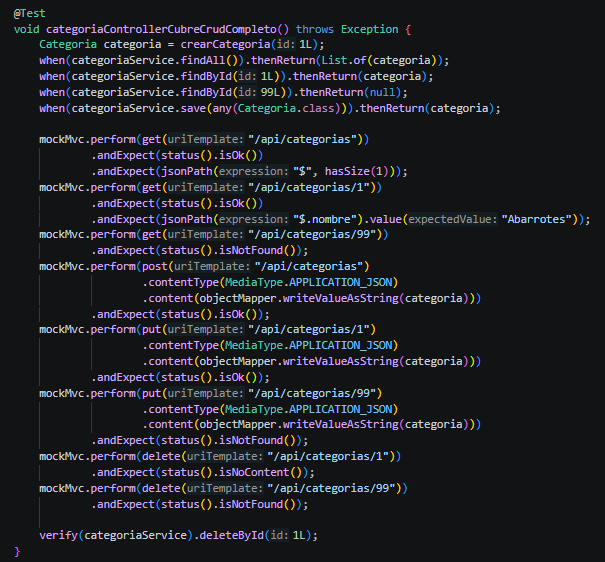 @Test
void categoriaControllerCubreCrudCompleto() throws Exception {
Categoria categoria = crearCategoria(id: 1L);
when(categoriaService.findAll()).thenReturn(List.of(categoria));
when(categoriaService.findById(id: 1L)).thenReturn(categoria);
when(categoriaService.findById(id: 99L)).thenReturn(null);
when(categoriaService.save(any(Categoria.class))).thenReturn(categoria);
mockMvc.perform(get(uriTemplate: "/api/categorias"))
.andExpect(status().isOk())
.andExpect(jsonPath(expression: "$", hasSize(1)));
mockMvc.perform(get(uriTemplate: "/api/categorias/1"))
.andExpect(status().isOk())
.andExpect(jsonPath(expression: "$.nombre").value(expectedValue: "Abarrotes"));
mockMvc.perform(get(uriTemplate: "/api/categorias/99"))
.andExpect(status().isNotFound());
mockMvc.perform(post(uriTemplate: "/api/categorias")
.contentType(MediaType.APPLICATION_JSON)
.content(objectMapper.writeValueAsString(categoria)))
.andExpect(status().isOk());
mockMvc.perform(put(uriTemplate: "/api/categorias/1")
.contentType(MediaType.APPLICATION_JSON)
.content(objectMapper.writeValueAsString(categoria)))
.andExpect(status().isOk());
mockMvc.perform(put(uriTemplate: "/api/categorias/99")
.contentType(MediaType.APPLICATION_JSON)
.content(objectMapper.writeValueAsString(categoria)))
.andExpect(status().isNotFound());
mockMvc.perform(delete(uriTemplate: "/api/categorias/1"))
.andExpect(status().isNoContent());
mockMvc.perform(delete(uriTemplate: "/api/categorias/99"))
.andExpect(status().isNotFound());
verify(categoriaService).deleteById(id: 1L);
}